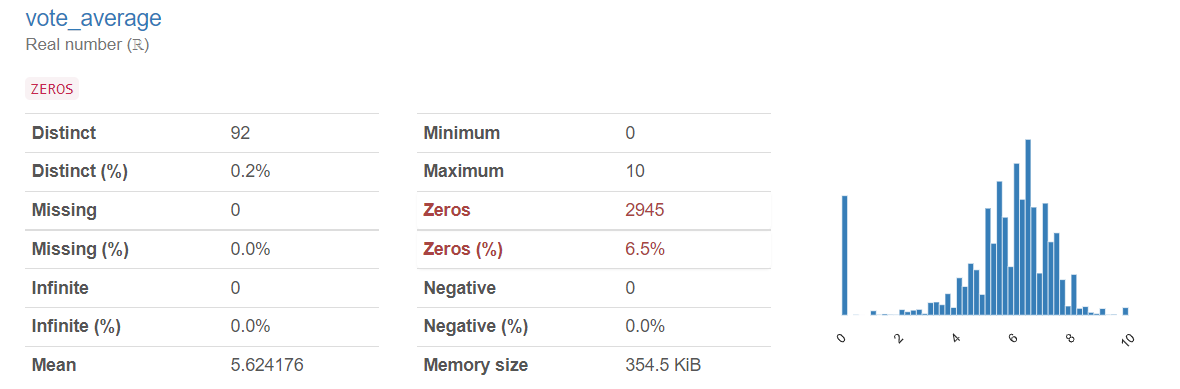 vote_average
Real number (ℝ)
ZEROS
Distinct 92
Distinct (%) 0.2%
Missing 0
Missing (%) 0.0%
Infinite 0
Infinite (%) 0.0%
Mean 5.624176
Minimum 0
Maximum 10
Zeros 2945
Zeros (%) 6.5%
Negative 0
Negative (%) 0.0%
Memory size 354.5 KiB
0 2 4 6 8 10